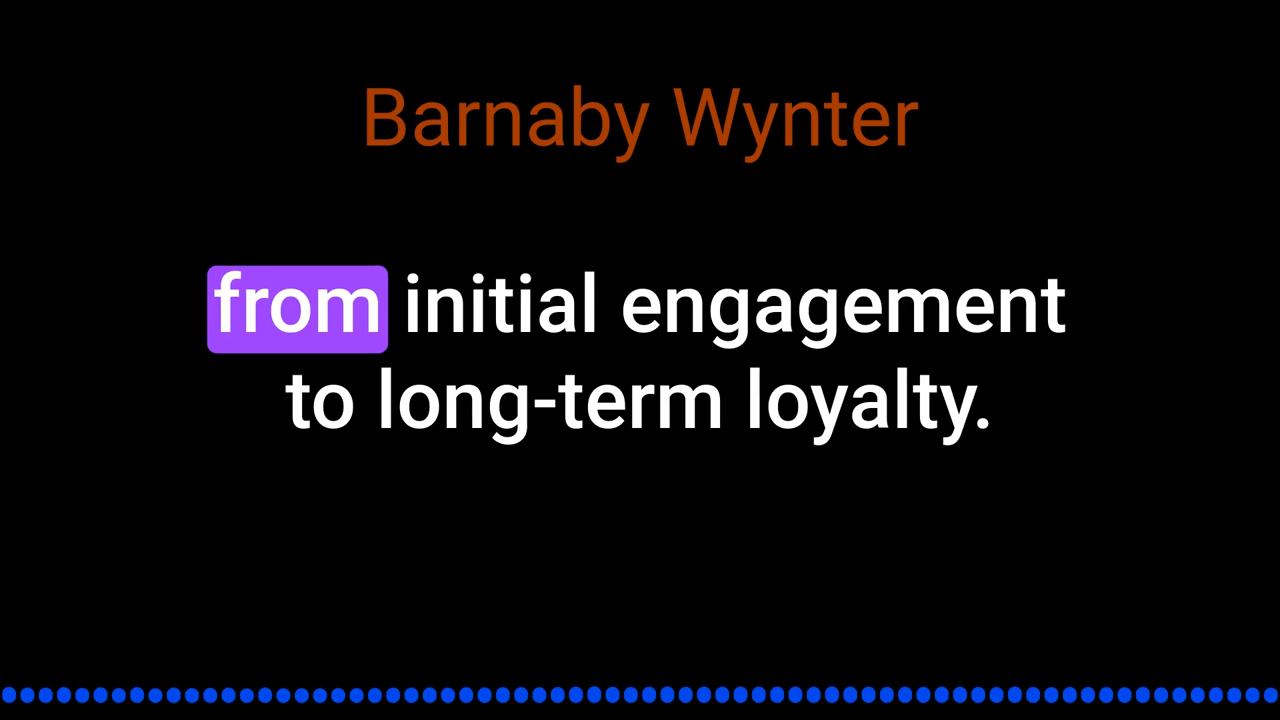 Barnaby Wynter
from initial engagement
to long-term loyalty.